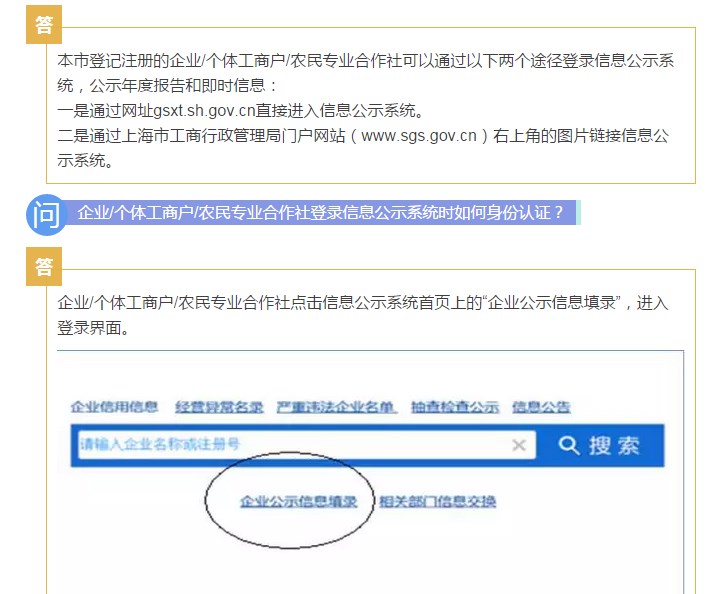 答
本市登记注册的企业/个体工商户/农民专业合作社可以通过以下两个途径登录信息公示系
统，公示年度报告和即时信息：
一是通过网址gsxt.sh.gov.cn直接进入信息公示系统。
二是通过上海市工商行政管理局门户网站（www.sgs.gov.cn）右上角的图片链接信息公
示系统。
问 企业/个体工商户/农民专业合作社登录信息公示系统时如何身份认证？
答
企业/个体工商户/农民专业合作社点击信息公示系统首页上的“企业公示信息填录”，进入
登录界面。
企业信用信息 经营异常名录 严重违法企业名单 抽查检查公示 信息公告
请输入企业名称或注册号 × 搜索
企业公示信息填录 相关部门信息交换